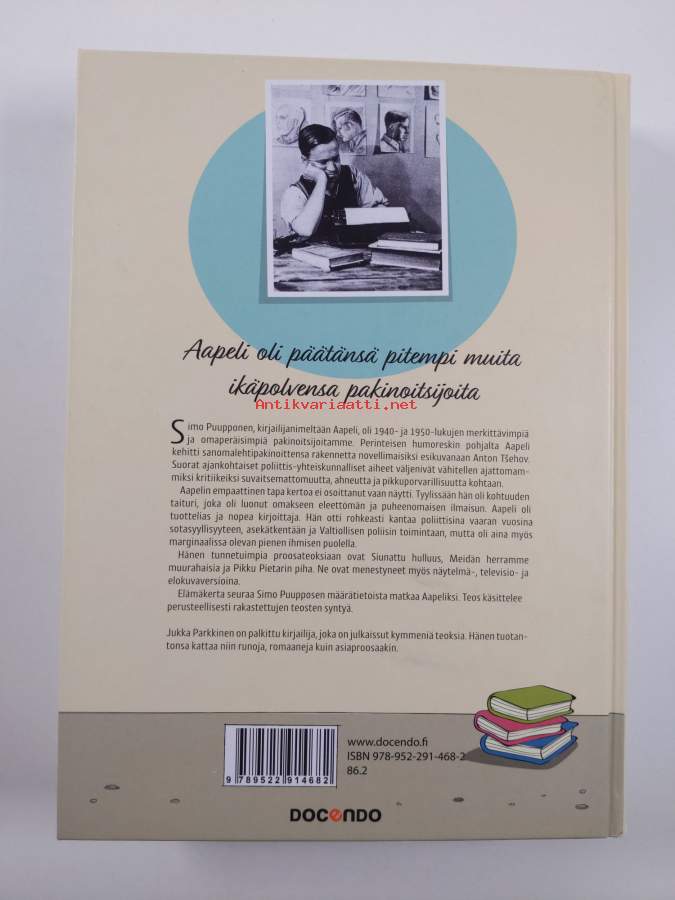 Aapeli oli päätänsä pitempi muita
ikäpolvensa pakinoitsijoita
Antikvariaatti.net
Simo Puupponen, kirjailijanimeltään Aapeli, oli 1940- ja 1950-lukujen merkittävimpiä
ja omaperäisimpiä pakinoitsijoitamme. Perinteisen humoreskin pohjalta Aapeli
kehitti sanomalehtipakinoittensa rakennetta novellimaisiksi esikuvanaan Anton Tšehov.
Suorat ajankohtaiset poliittis-yhteiskunnalliset aiheet väljenivät vähitellen ajattomam-
miksi kritiikeiksi suvaitsemattomuutta, ahneutta ja pikkuporvarillisuutta kohtaan.
Aapelin empaattinen tapa kertoa ei osoittanut vaan näytti. Tyylissään hän oli kohtuuden
taituri, joka oli luonut omakseen eleettömän ja puheenomaisen ilmaisun. Aapeli oli
tuottelias ja nopea kirjoittaja. Hän otti rohkeasti kantaa poliittisina vaaran vuosina
sotasyyllisyyteen, asekätkentään ja Valtiollisen poliisin toimintaan, mutta oli aina myös
marginaalissa olevan pienen ihmisen puolella.
Hänen tunnetuimpia proosateoksiaan ovat Siunattu hulluus, Meidän herramme
muurahaisia ja Pikku Pietarin piha. Ne ovat menestyneet myös näytelmä-, televisio- ja
elokuvaversioina.
Elämäkerta seuraa Simo Puupposen määrätietoista matkaa Aapeliksi. Teos käsittelee
perusteellisesti rakastettujen teosten syntyä.
Jukka Parkkinen on palkittu kirjailija, joka on julkaissut kymmeniä teoksia. Hänen tuotan-
tonsa kattaa niin runoja, romaaneja kuin asiaproosaakin.
www.docendo.fi
ISBN 978-952-291-468-2
86.2
9 789522 914682
DOCENDO